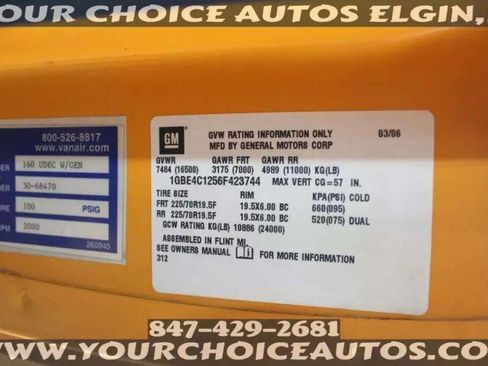 YOUR CHOICE AUTOS ELGIN,
800-526-8817
www.vanair.com
160 UDEC W/GEN
30-68470
100 PSIG
2000
260940
GM
GVW RATING INFORMATION ONLY 03/06
MFD BY GENERAL MOTORS CORP
GVWR GAWR FRT GAWR RR
7484 (16500) 3175 (7000) 4989 (11000) KG(LB)
1GBE4C1256F423744 MAX VERT CG=57 IN.
TIRE SIZE RIM KPA(PSI) COLD
FRT 225/70R19.5F 19.5X6.00 BC 660(095)
RR 225/70R19.5F 19.5X6.00 BC 520(075) DUAL
GCW RATING KG(LB) 10886 (24000)
ASSEMBLED IN FLINT MI.
SEE OWNERS MANUAL FOR MORE INFORMATION
312
847-429-2681
WWW.YOURCHOICEAUTOS.COM